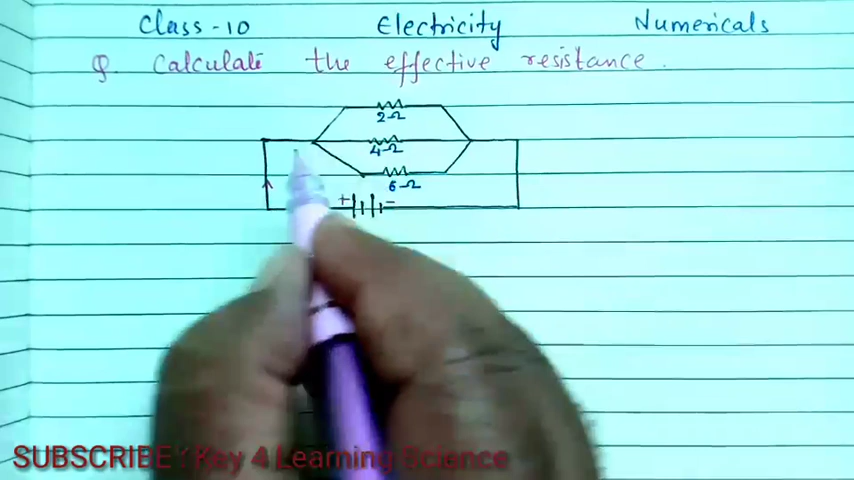 Class-10 Electricity Numericals
Q. Calculate the effective resistance.
2Ω
4Ω
6Ω
+ -
SUBSCRIBE : Key 4 Learning Science